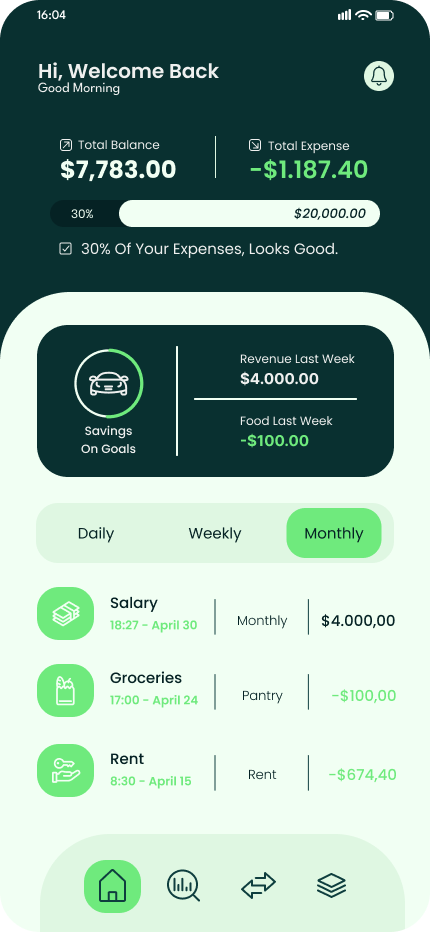 16:04
Hi, Welcome Back
Good Morning
Total Balance
$7,783.00
Total Expense
-$1.187.40
30%
$20,000.00
30% Of Your Expenses, Looks Good.
Savings
On Goals
Revenue Last Week
$4.000.00
Food Last Week
-$100.00
Daily Weekly Monthly
Salary
18:27 - April 30
Monthly
$4.000,00
Groceries
17:00 - April 24
Pantry
-$100,00
Rent
8:30 - April 15
Rent
-$674,40